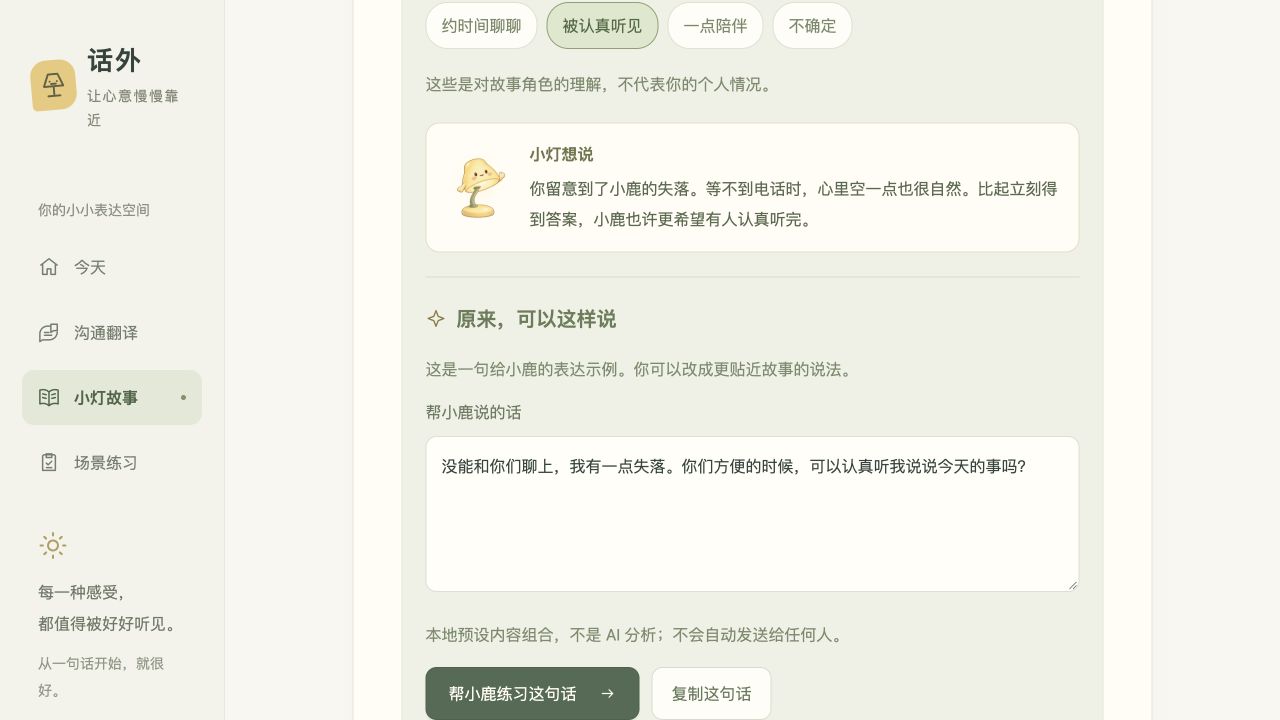 话外
让心意慢慢靠
近
你的小小表达空间
今天
沟通翻译
小灯故事
场景练习
每一种感受，
都值得被好好听见。
从一句话开始，就很
好。
约时间聊聊
被认真听见
一点陪伴
不确定
这些是对故事角色的理解，不代表你的个人情况。
小灯想说
你留意到了小鹿的失落。等不到电话时，心里空一点也很自然。比起立刻得
到答案，小鹿也许更希望有人认真听完。
原来，可以这样说
这是一句给小鹿的表达示例。你可以改成更贴近故事的说法。
帮小鹿说的话
没能和你们聊上，我有一点失落。你们方便的时候，可以认真听我说说今天的事吗？
本地预设内容组合，不是 AI 分析；不会自动发送给任何人。
帮小鹿练习这句话 →
复制这句话